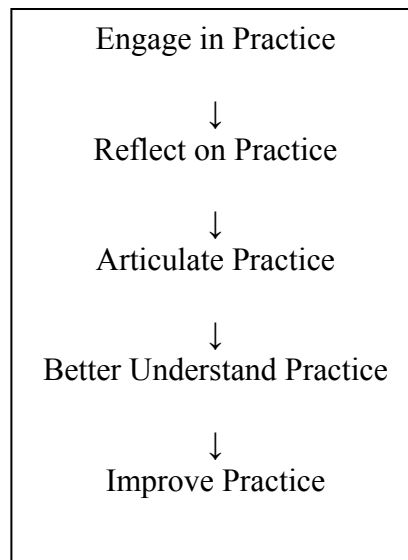 Engage in Practice
↓
Reflect on Practice
↓
Articulate Practice
↓
Better Understand Practice
↓
Improve Practice